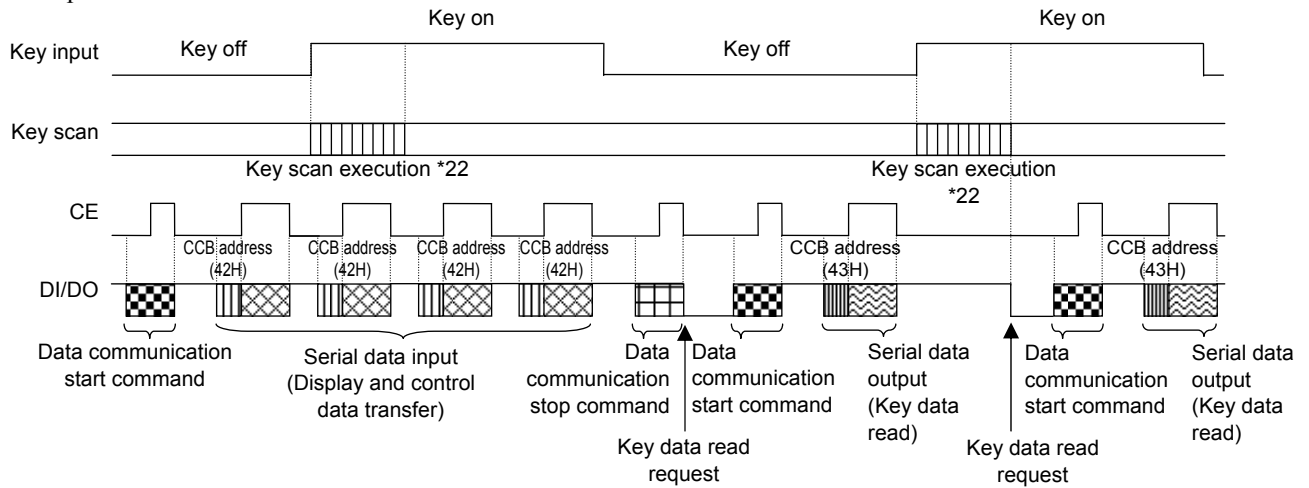 Key on
Key on
Key input
Key off
Key off
Key scan
Key scan execution *22
Key scan execution
*22
CE
CCB address
(42H)
CCB address
(42H)
CCB address
(42H)
CCB address
(42H)
CCB address
(43H)
CCB address
(43H)
DI/DO
Data communication
start command
Serial data input
(Display and control
data transfer)
Data
communication
stop command
Data
communication
start command
Serial data
output
(Key data
read)
Data
communication
start command
Serial data
output
(Key data
read)
Key data read
request
Key data read
request